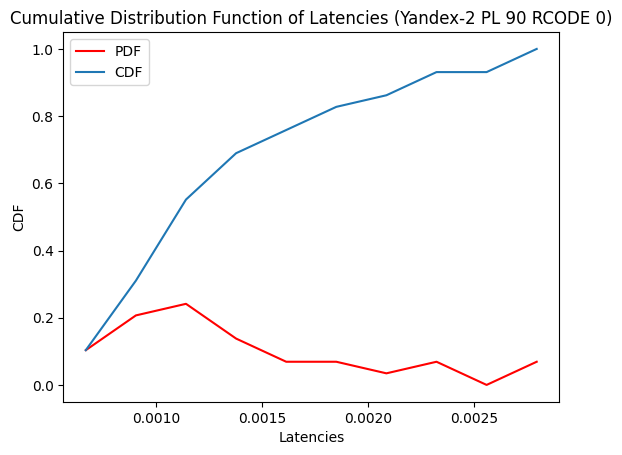 Cumulative Distribution Function of Latencies (Yandex-2 PL 90 RCODE 0)
PDF
CDF
1.0
0.8
0.6
0.4
0.2
0.0
CDF
0.0010
0.0015
0.0020
0.0025
Latencies